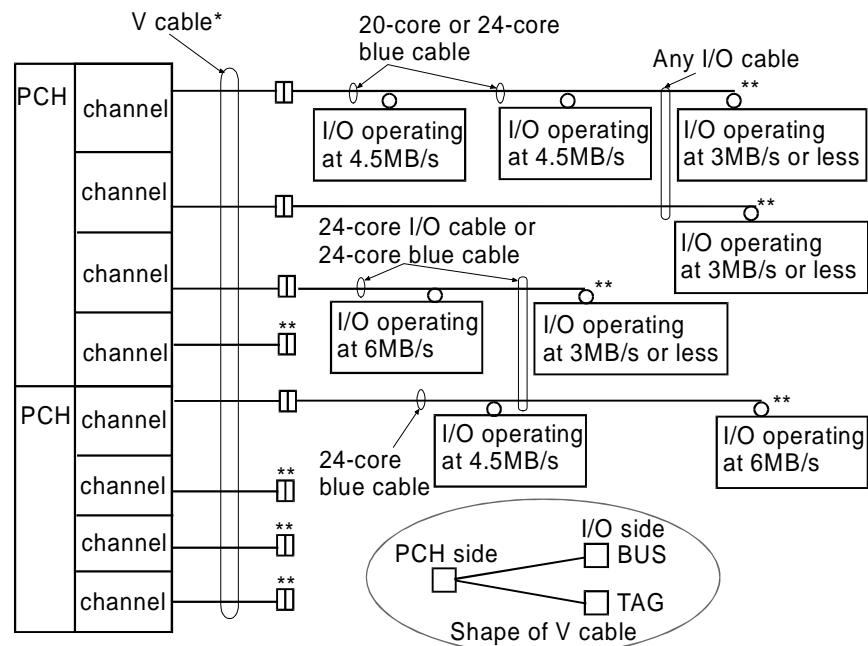 V cable*
20-core or 24-core
blue cable
Any I/O cable
PCH
channel
**
I/O operating
at 4.5MB/s
I/O operating
at 4.5MB/s
I/O operating
at 3MB/s or less
channel
**
I/O operating
at 3MB/s or less
24-core I/O cable or
24-core blue cable
channel
**
I/O operating
at 6MB/s
I/O operating
at 3MB/s or less
channel
**
PCH
channel
**
I/O operating
at 4.5MB/s
I/O operating
at 6MB/s
24-core
blue cable
channel
**
channel
**
channel
**
PCH side
I/O side
BUS
TAG
Shape of V cable